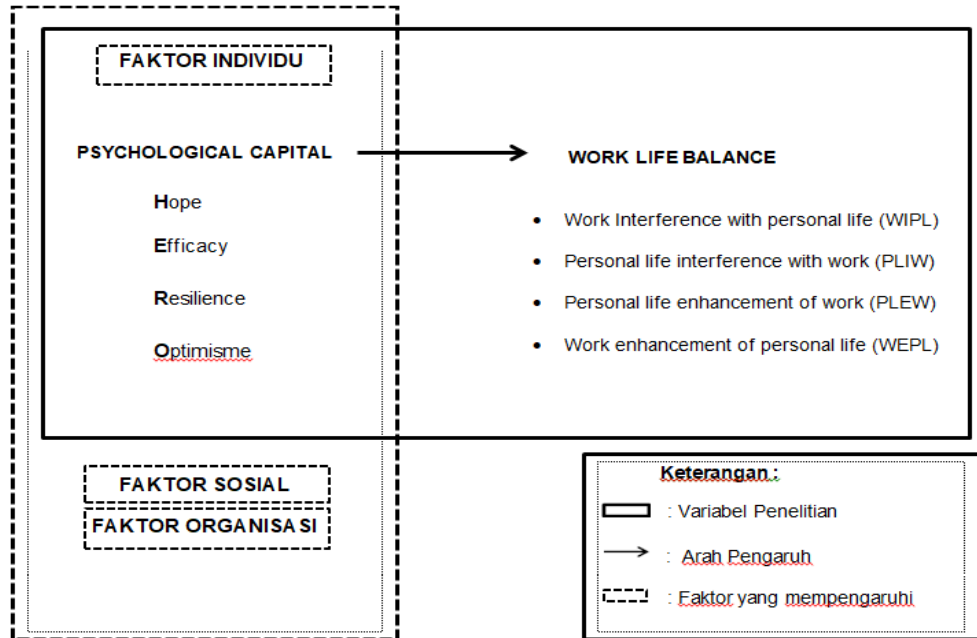 FAKTOR INDIVIDU
PSYCHOLOGICAL CAPITAL
Hope
Efficacy
Resilience
Optimisme
WORK LIFE BALANCE
• Work Interference with personal life (WIPL)
• Personal life interference with work (PLIW)
• Personal life enhancement of work (PLEW)
• Work enhancement of personal life (WEPL)
FAKTOR SOSIAL
FAKTOR ORGANISASI
Keterangan :
: Variabel Penelitian
: Arah Pengaruh
: Faktor yang mempengaruhi